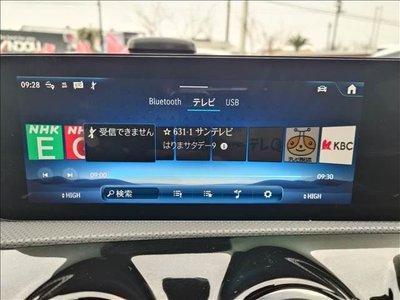 09:28
Bluetooth テレビ USB
NHK
E
NHK
G
受信できません
☆ 631-1 サンテレビ
はりまサタデー9
KBC
09:00
09:30
HIGH
検索
HIGH